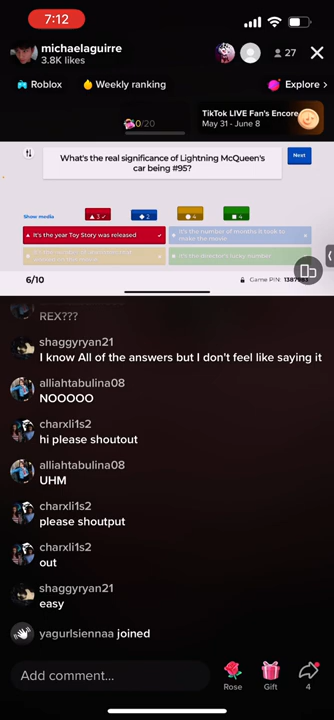 7:12
michaelaguirre
3.8K likes
27
Roblox
Weekly ranking
Explore >
0/20
TikTok LIVE Fan's Encore
May 31 - June 8
What's the real significance of Lightning McQueen's
car being #95?
Next
Show media
3
2
4
4
It's the year Toy Story was released
It's the number of months it took to
make the movie
It's the director's lucky number
6/10
Game PIN:
REX???
shaggyryan21
I know All of the answers but I don't feel like saying it
alliahtabulina08
NOOOOO
charxli1s2
hi please shoutout
alliahtabulina08
UHM
charxli1s2
please shoutput
charxli1s2
out
shaggyryan21
easy
yagurlsiennaa joined
Add comment...
Rose
Gift
4